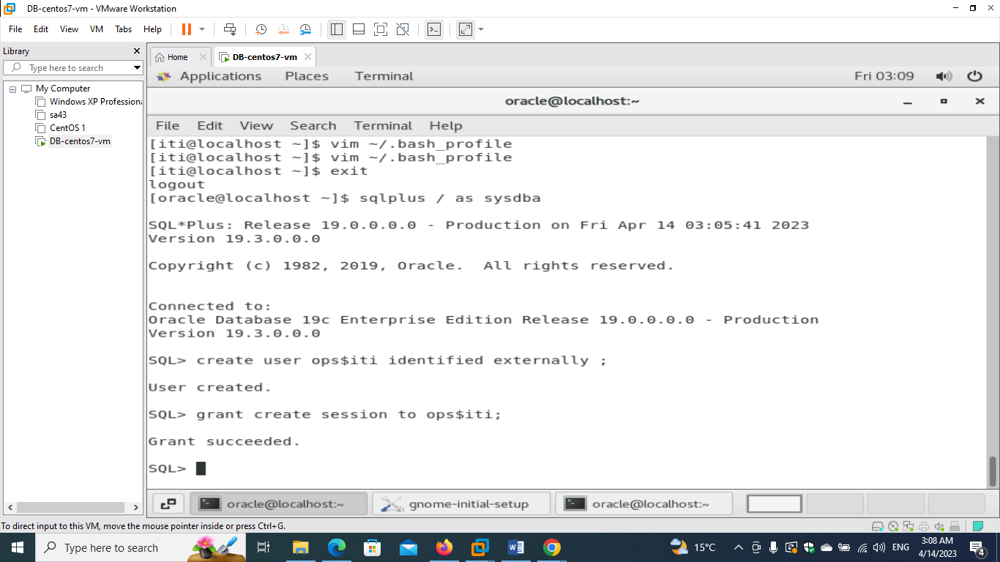 DB-centos7-vm - VMware Workstation
File Edit View VM Tabs Help
Library
Type here to search
My Computer
Windows XP Professiona
sa43
CentOS 1
DB-centos7-vm
Home
DB-centos7-vm
Applications Places Terminal Fri 03:09
oracle@localhost:~
File Edit View Search Terminal Help
[iti@localhost ~]$ vim ~/.bash_profile
[iti@localhost ~]$ vim ~/.bash_profile
[iti@localhost ~]$ exit
logout
[oracle@localhost ~]$ sqlplus / as sysdba
SQL*Plus: Release 19.0.0.0.0 - Production on Fri Apr 14 03:05:41 2023
Version 19.3.0.0.0
Copyright (c) 1982, 2019, Oracle.  All rights reserved.
Connected to:
Oracle Database 19c Enterprise Edition Release 19.0.0.0.0 - Production
Version 19.3.0.0.0
SQL> create user ops$iti identified externally ;
User created.
SQL> grant create session to ops$iti;
Grant succeeded.
SQL>
oracle@localhost:~ gnome-initial-setup oracle@localhost:~
To direct input to this VM, move the mouse pointer inside or press Ctrl+G.
Type here to search
15°C
ENG
3:08 AM
4/14/2023
4